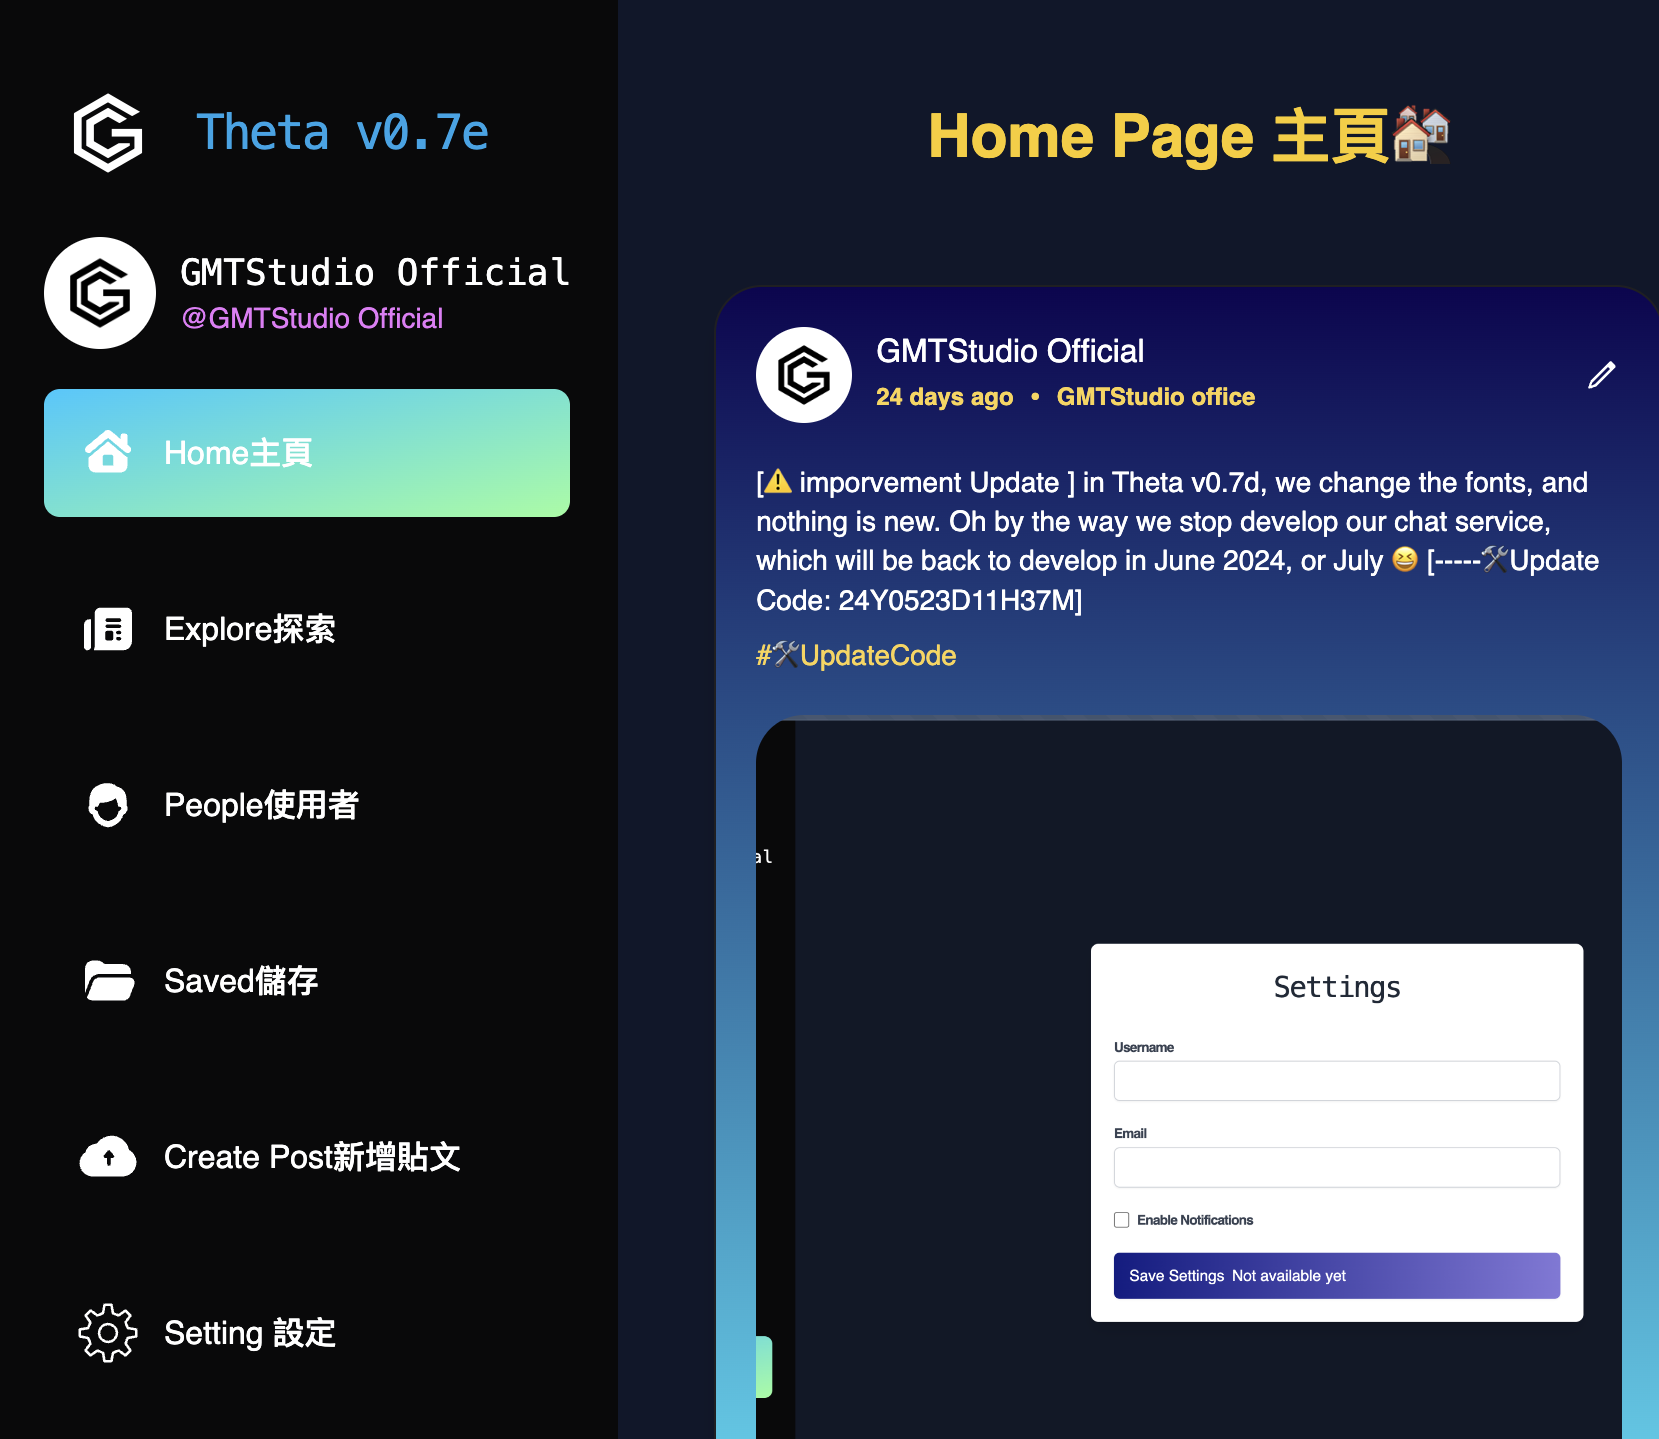 Theta v0.7e
GMTStudio Official
@GMTStudio Official
Home主頁
Explore探索
People使用者
Saved儲存
Create Post新增貼文
Setting 設定
Home Page 主頁🏘️
GMTStudio Official
24 days ago • GMTStudio office
[⚠️ imporvement Update ] in Theta v0.7d, we change the fonts, and
nothing is new. Oh by the way we stop develop our chat service,
which will be back to develop in June 2024, or July 😆 [-----🛠️Update
Code: 24Y0523D11H37M]
#🛠️UpdateCode
al
Settings
Username
Email
Enable Notifications
Save Settings Not available yet